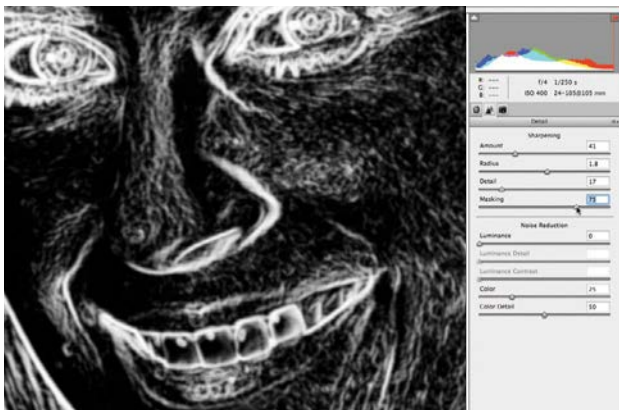 R: ---
G: ---
B: ---
f/4 1/250 s
ISO 400 24-105@105 mm
Detail
Sharpening
Amount 41
Radius 1.8
Detail 17
Masking 75
Noise Reduction
Luminance 0
Luminance Detail
Luminance Contrast
Color 25
Color Detail 50